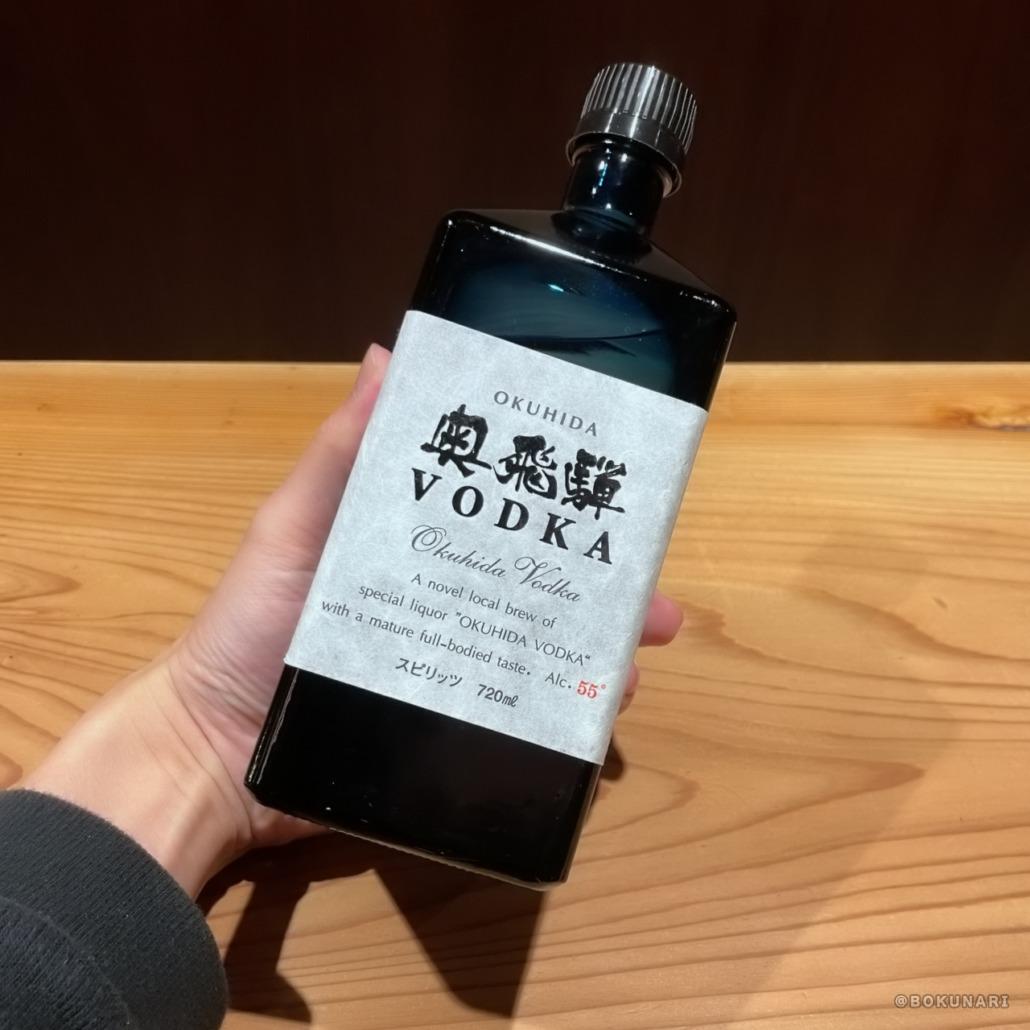 OKUHIDA
奥飛騨
VODKA
Okuhida Vodka
A novel local brew of
special liquor "OKUHIDA VODKA"
with a mature full-bodied taste. Alc. 55°
スピリッツ 720㎖
@BOKUNARI